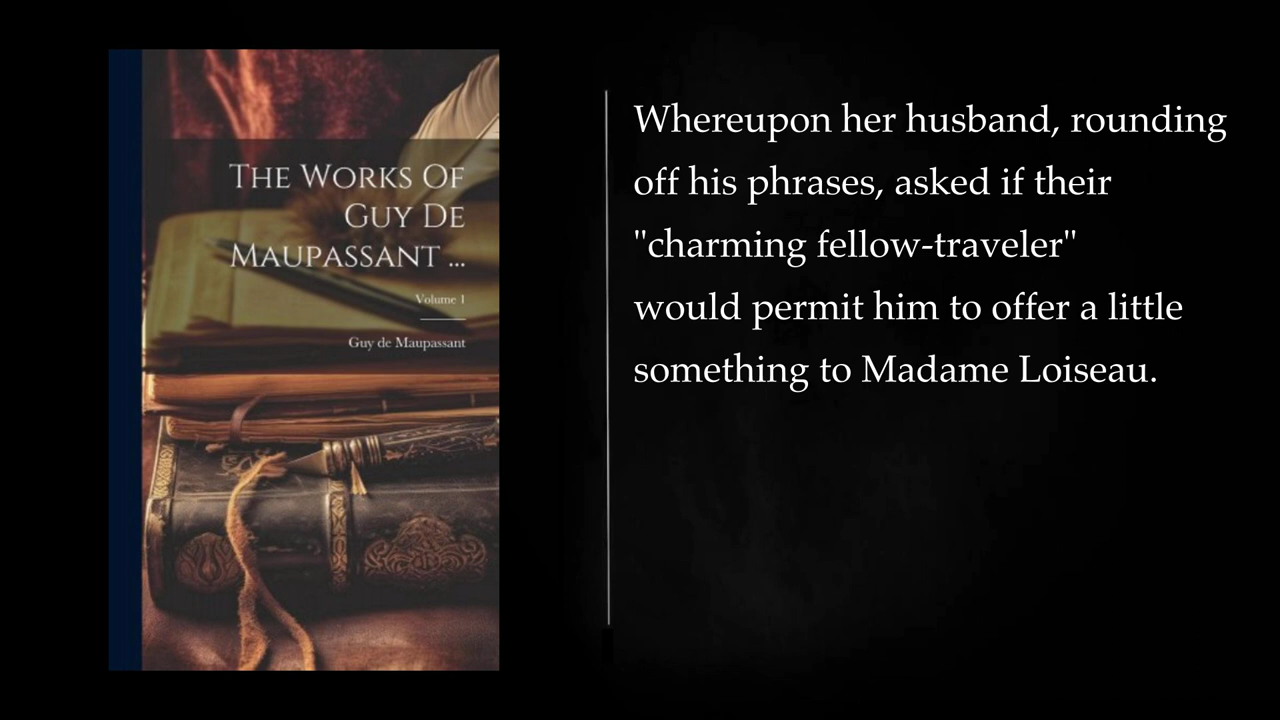 The Works Of
Guy De
Maupassant ...
Volume 1
Guy de Maupassant
Whereupon her husband, rounding
off his phrases, asked if their
"charming fellow-traveler"
would permit him to offer a little
something to Madame Loiseau.